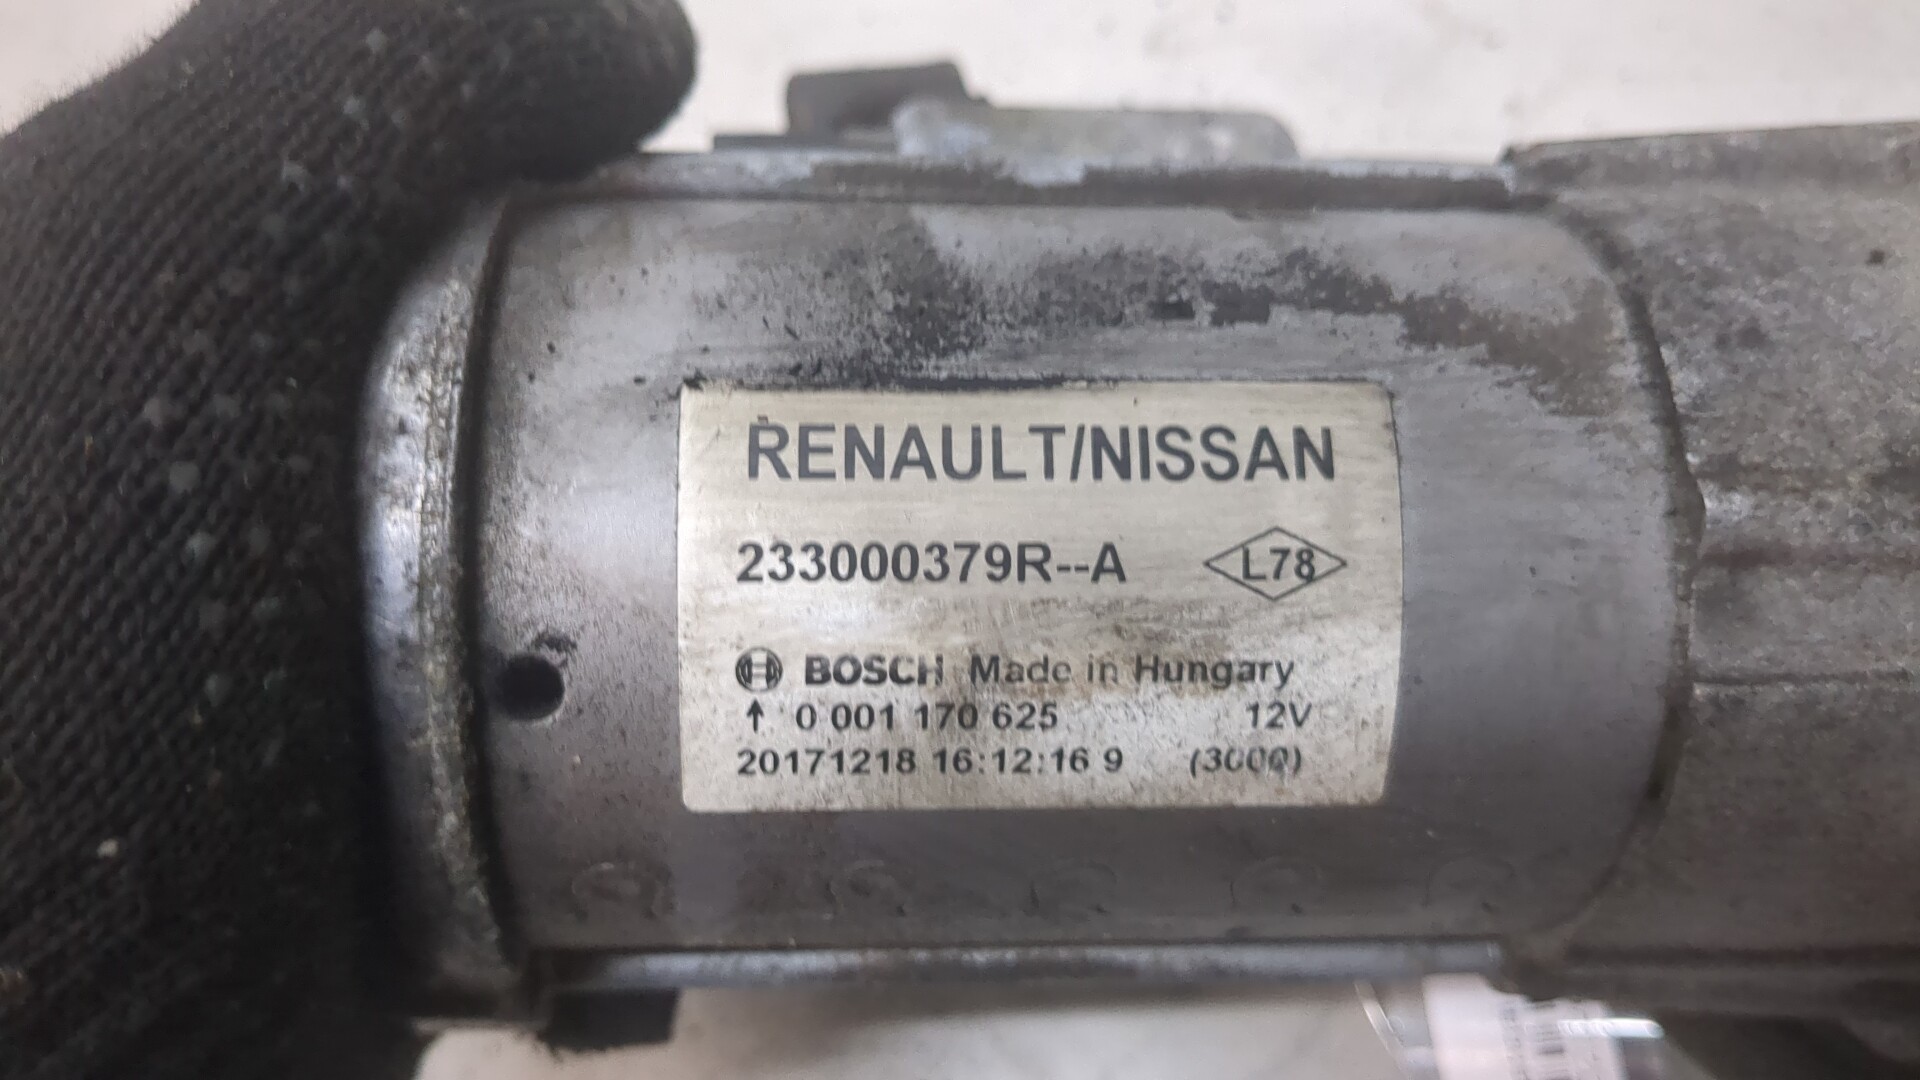 RENAULT/NISSAN
233000379R--A L78
BOSCH Made in Hungary
↑ 0 001 170 625 12V
20171218 16:12:16 9 (3000)